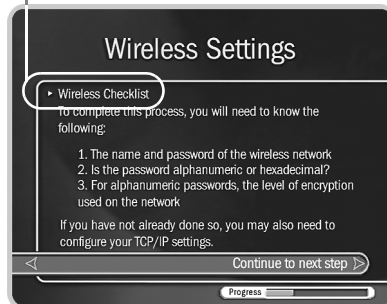 Wireless Settings
▸ Wireless Checklist
To complete this process, you will need to know the
following:
1. The name and password of the wireless network
2. Is the password alphanumeric or hexadecimal?
3. For alphanumeric passwords, the level of encryption
used on the network
If you have not already done so, you may also need to
configure your TCP/IP settings.
Continue to next step
Progress